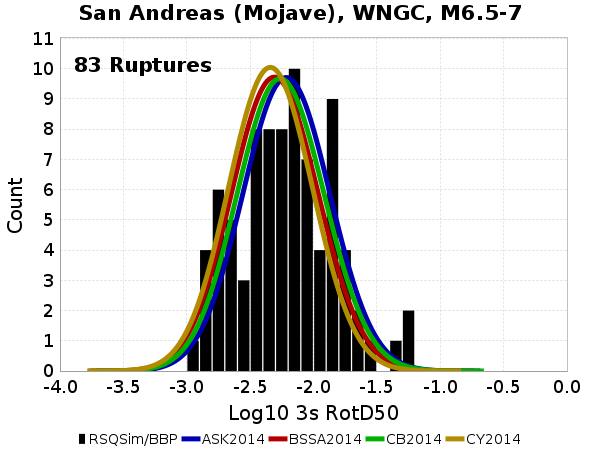 San Andreas (Mojave), WNGC, M6.5-7
83 Ruptures
Count
11
10
9
8
7
6
5
4
3
2
1
0
-4.0 -3.5 -3.0 -2.5 -2.0 -1.5 -1.0 -0.5 0.0
Log10 3s RotD50
RSQSim/BBP ASK2014 BSSA2014 CB2014 CY2014